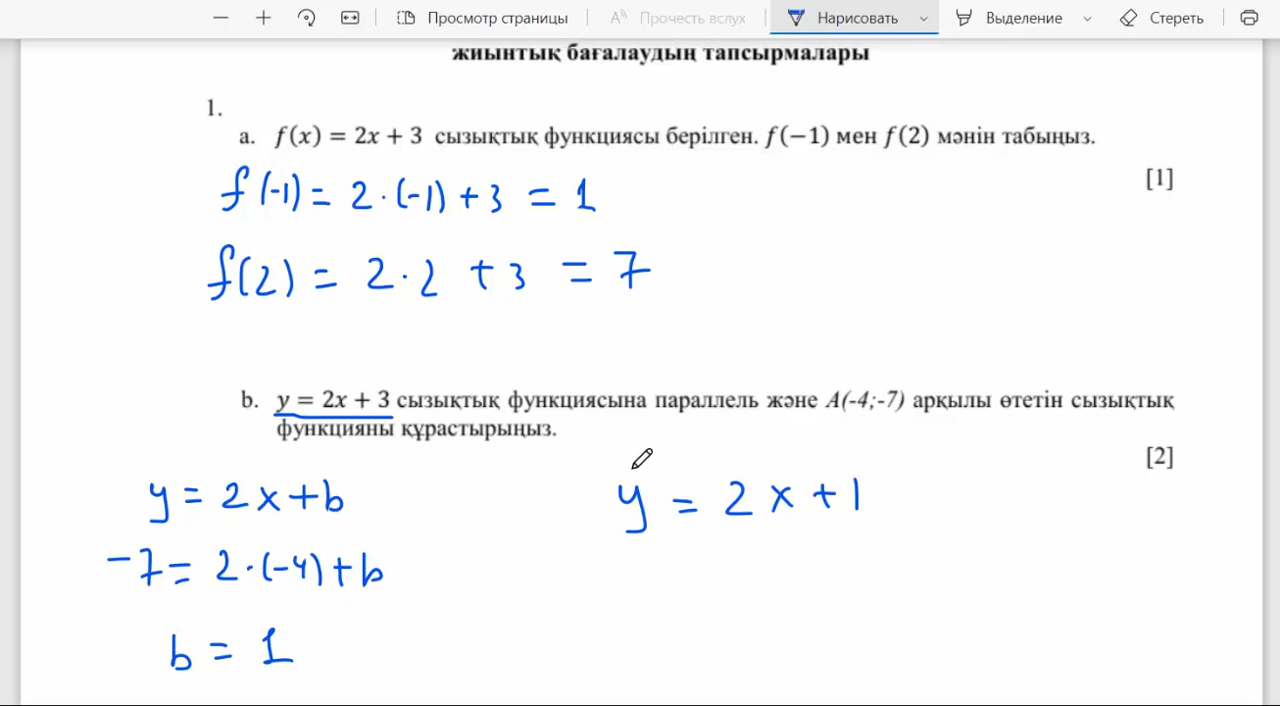 Просмотр страницы Прочесть вслух Нарисовать Выделение Стереть
жиынтық бағалаудың тапсырмалары
1.
a. f(x) = 2x + 3 сызықтық функциясы берілген. f(−1) мен f(2) мәнін табыңыз.
[1]
f(-1) = 2·(-1) + 3 = 1
f(2) = 2·2 + 3 = 7
b. y = 2x + 3 сызықтық функциясына параллель және A(-4;-7) арқылы өтетін сызықтық
функцияны құрастырыңыз.
[2]
y = 2x + b
y = 2x + 1
-7 = 2·(-4) + b
b = 1